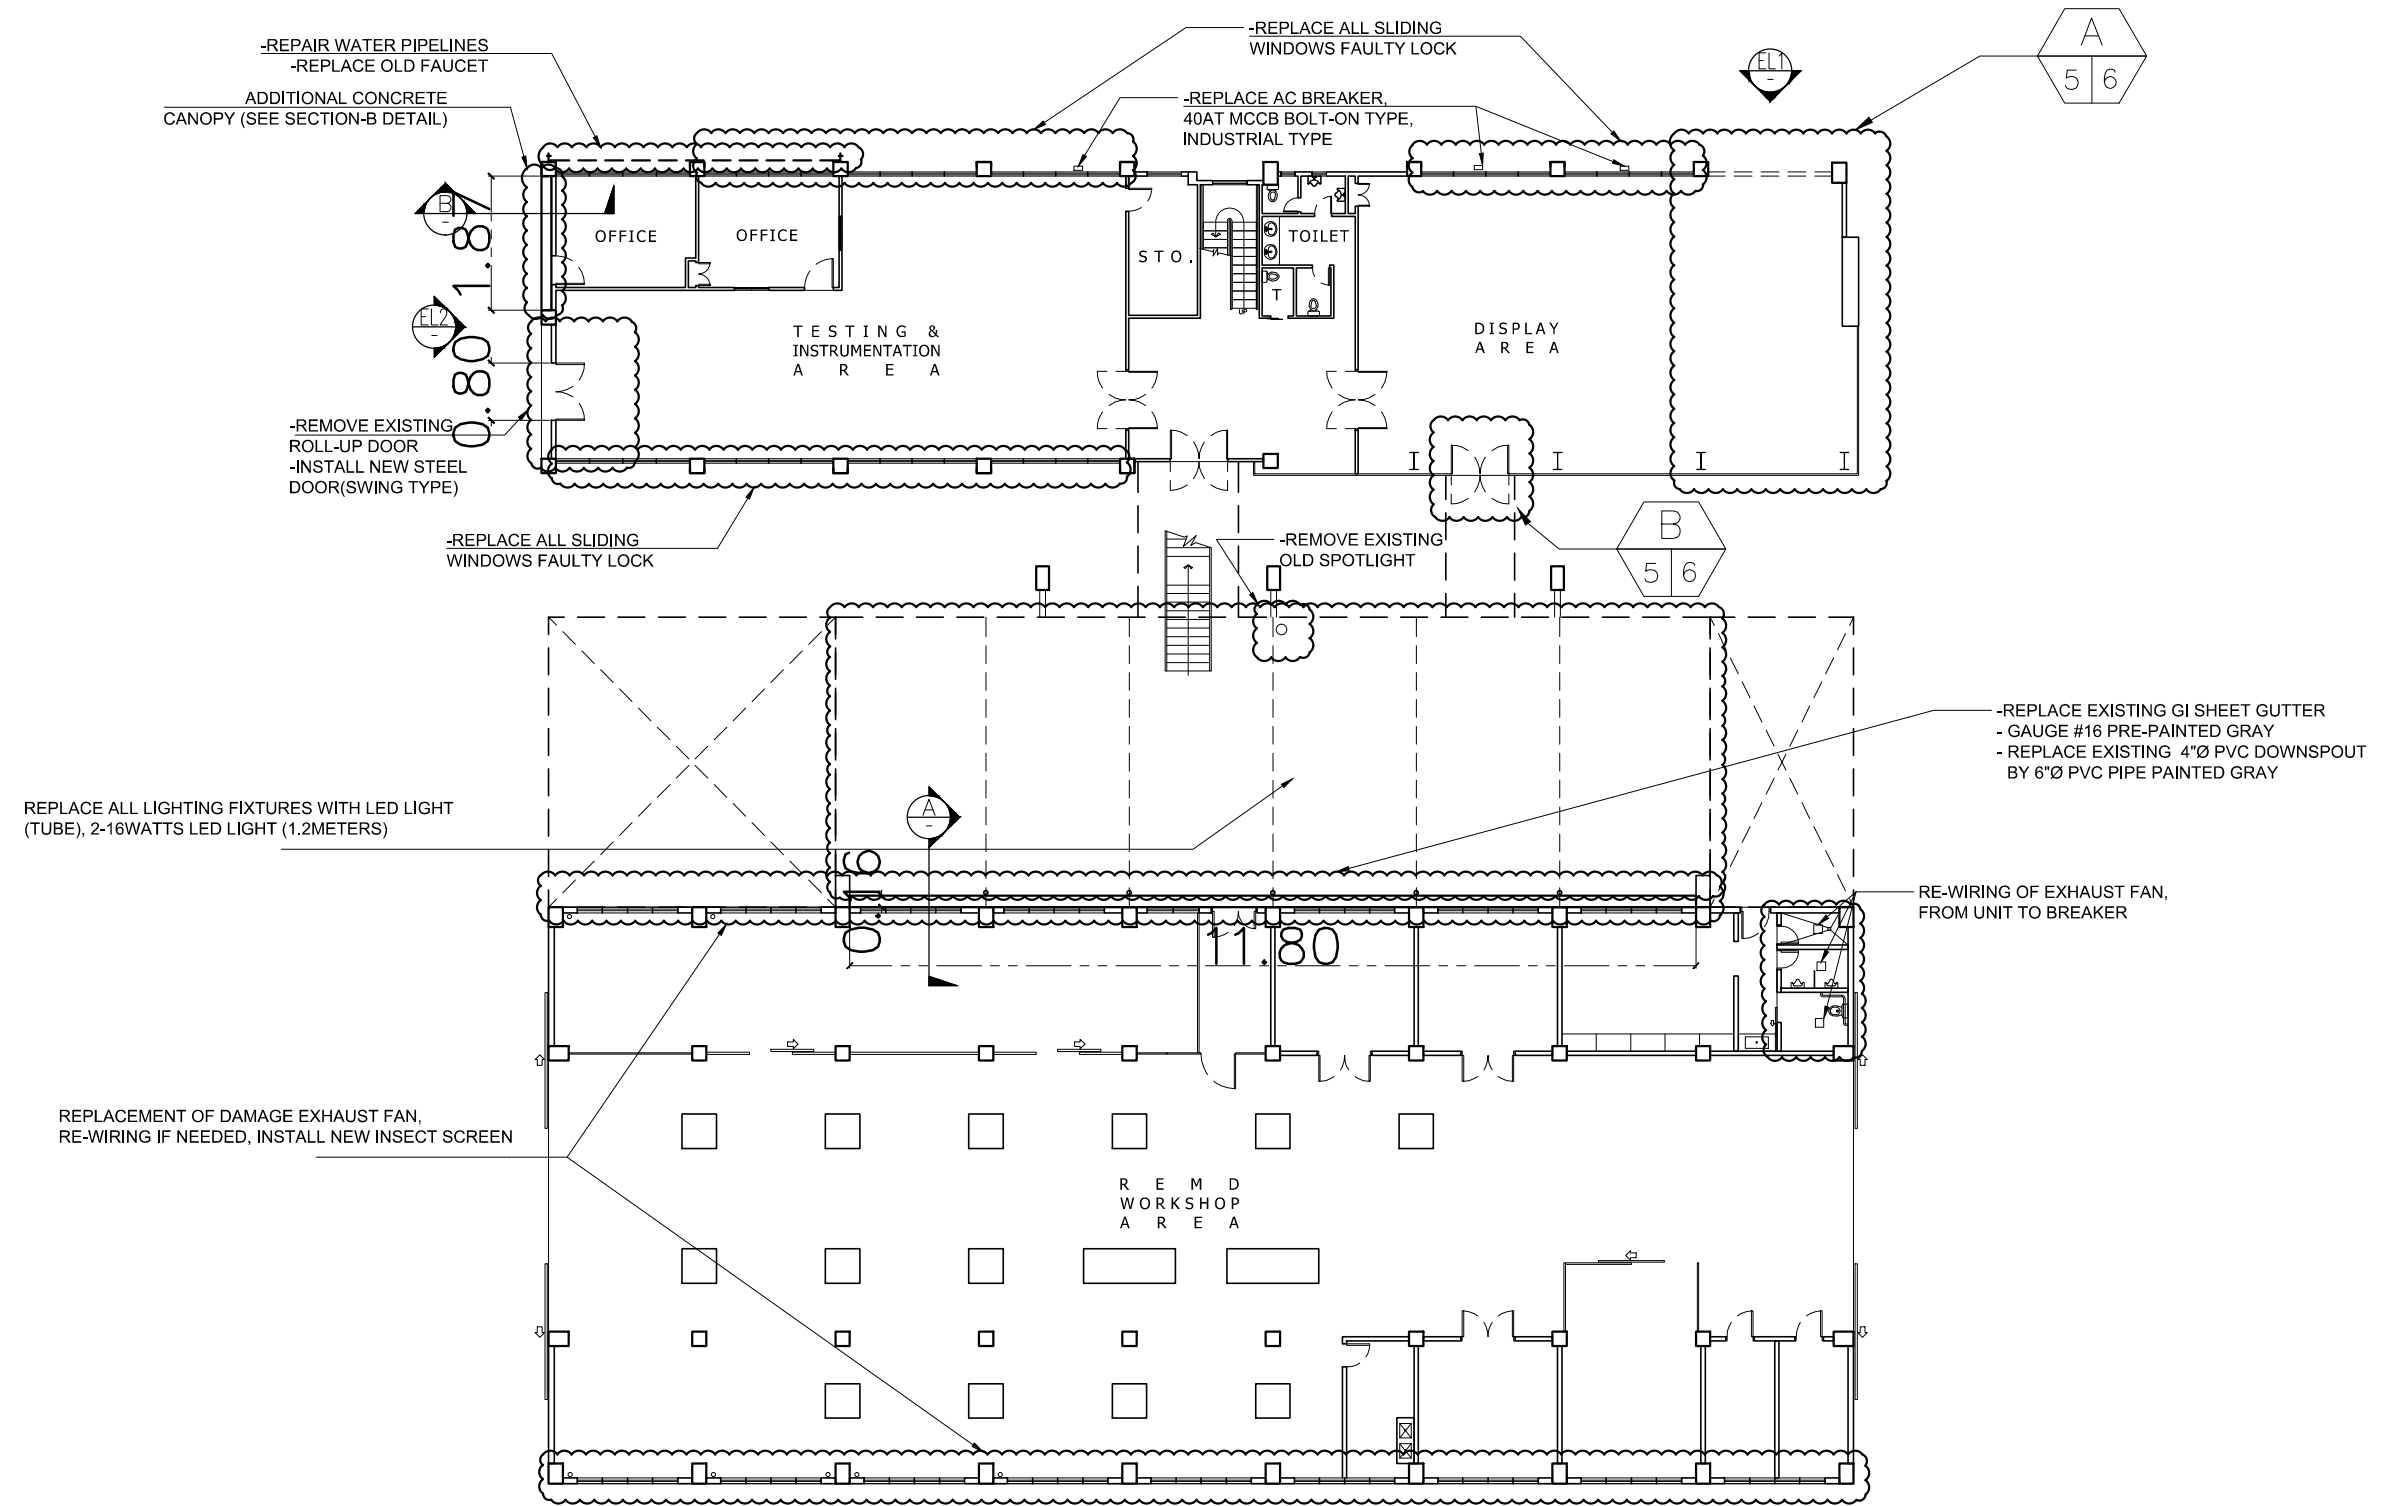 -REPLACE ALL SLIDING
WINDOWS FAULTY LOCK
A
5 6
-REPAIR WATER PIPELINES
-REPLACE OLD FAUCET
EL1
-
ADDITIONAL CONCRETE
CANOPY (SEE SECTION-B DETAIL)
-REPLACE AC BREAKER,
40AT MCCB BOLT-ON TYPE,
INDUSTRIAL TYPE
B
-
1.87
OFFICE
OFFICE
STO.
TOILET
T
EL2
-
0.80
TESTING &
INSTRUMENTATION
AREA
DISPLAY
AREA
-REMOVE EXISTING
ROLL-UP DOOR
-INSTALL NEW STEEL
DOOR(SWING TYPE)
-REPLACE ALL SLIDING
WINDOWS FAULTY LOCK
-REMOVE EXISTING
OLD SPOTLIGHT
B
5 6
-REPLACE EXISTING GI SHEET GUTTER
- GAUGE #16 PRE-PAINTED GRAY
- REPLACE EXISTING 4"Ø PVC DOWNSPOUT
BY 6"Ø PVC PIPE PAINTED GRAY
REPLACE ALL LIGHTING FIXTURES WITH LED LIGHT
(TUBE), 2-16WATTS LED LIGHT (1.2METERS)
A
-
0.16
11.80
RE-WIRING OF EXHAUST FAN,
FROM UNIT TO BREAKER
REPLACEMENT OF DAMAGE EXHAUST FAN,
RE-WIRING IF NEEDED, INSTALL NEW INSECT SCREEN
REMD
WORKSHOP
AREA